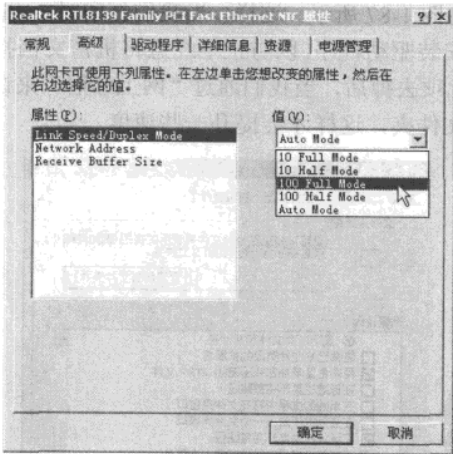 Realtek RTL8139 Family PCI Fast Ethernet NIC 属性
常规 高级 驱动程序 详细信息 资源 电源管理
此网卡可使用下列属性。在左边单击您想改变的属性，然后在
右边选择它的值。
属性(P)：
Link Speed/Duplex Mode
Network Address
Receive Buffer Size
值(V)：
Auto Mode
10 Full Mode
10 Half Mode
100 Full Mode
100 Half Mode
Auto Mode
确定 取消